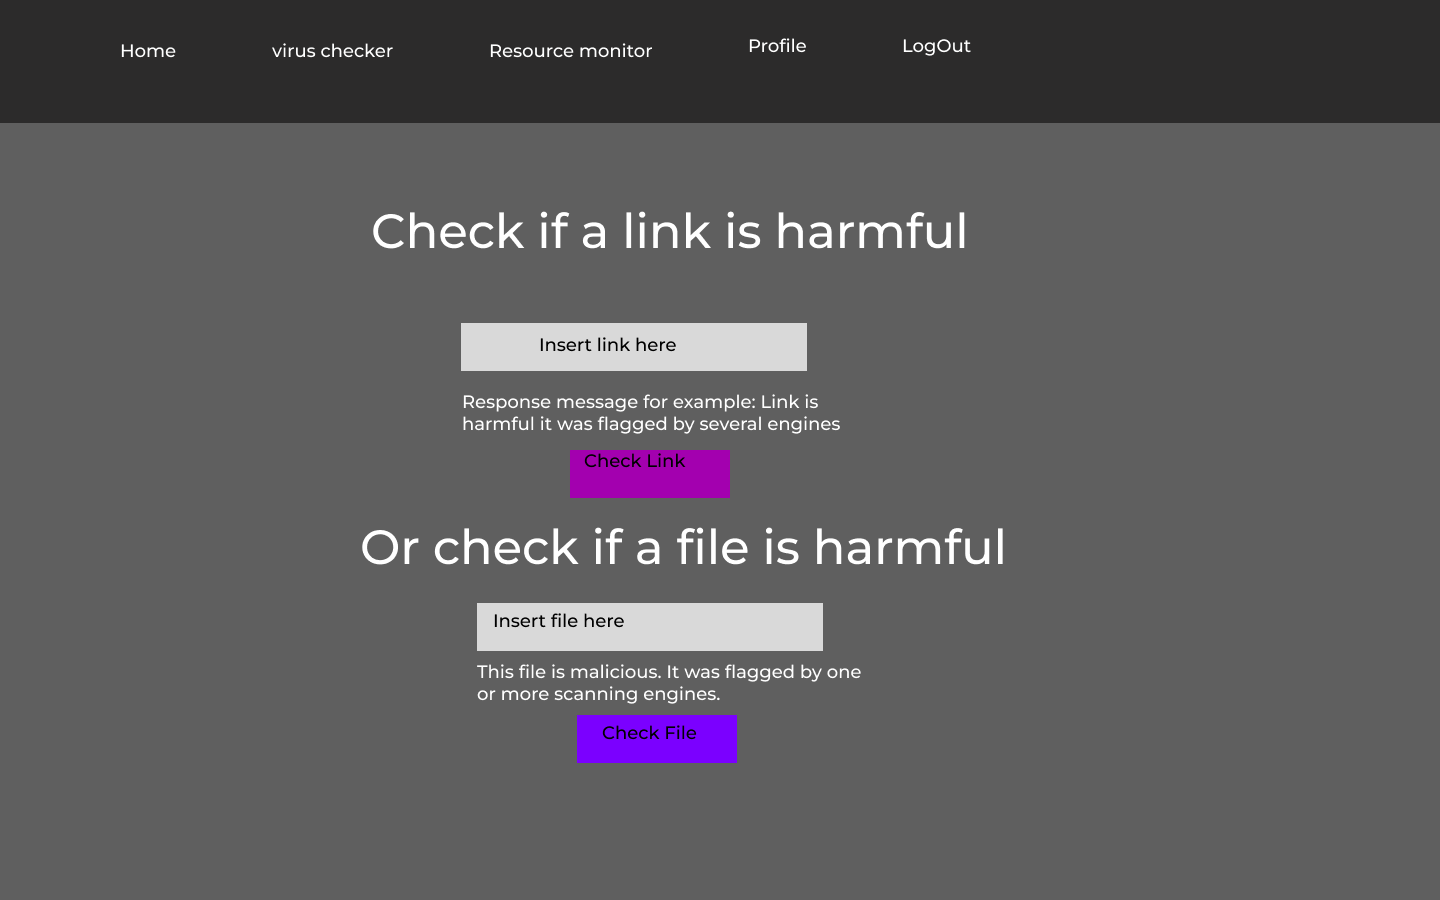 Home virus checker Resource monitor Profile LogOut
Check if a link is harmful
Insert link here
Response message for example: Link is
harmful it was flagged by several engines
Check Link
Or check if a file is harmful
Insert file here
This file is malicious. It was flagged by one
or more scanning engines.
Check File